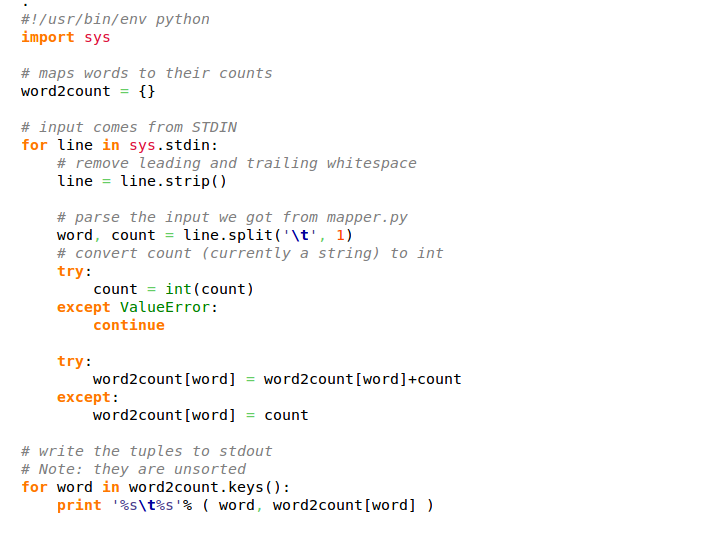 #!/usr/bin/env python
import sys

# maps words to their counts
word2count = {}

# input comes from STDIN
for line in sys.stdin:
    # remove leading and trailing whitespace
    line = line.strip()

    # parse the input we got from mapper.py
    word, count = line.split('\t', 1)
    # convert count (currently a string) to int
    try:
        count = int(count)
    except ValueError:
        continue

    try:
        word2count[word] = word2count[word]+count
    except:
        word2count[word] = count

# write the tuples to stdout
# Note: they are unsorted
for word in word2count.keys():
    print '%s\t%s'% ( word, word2count[word] )